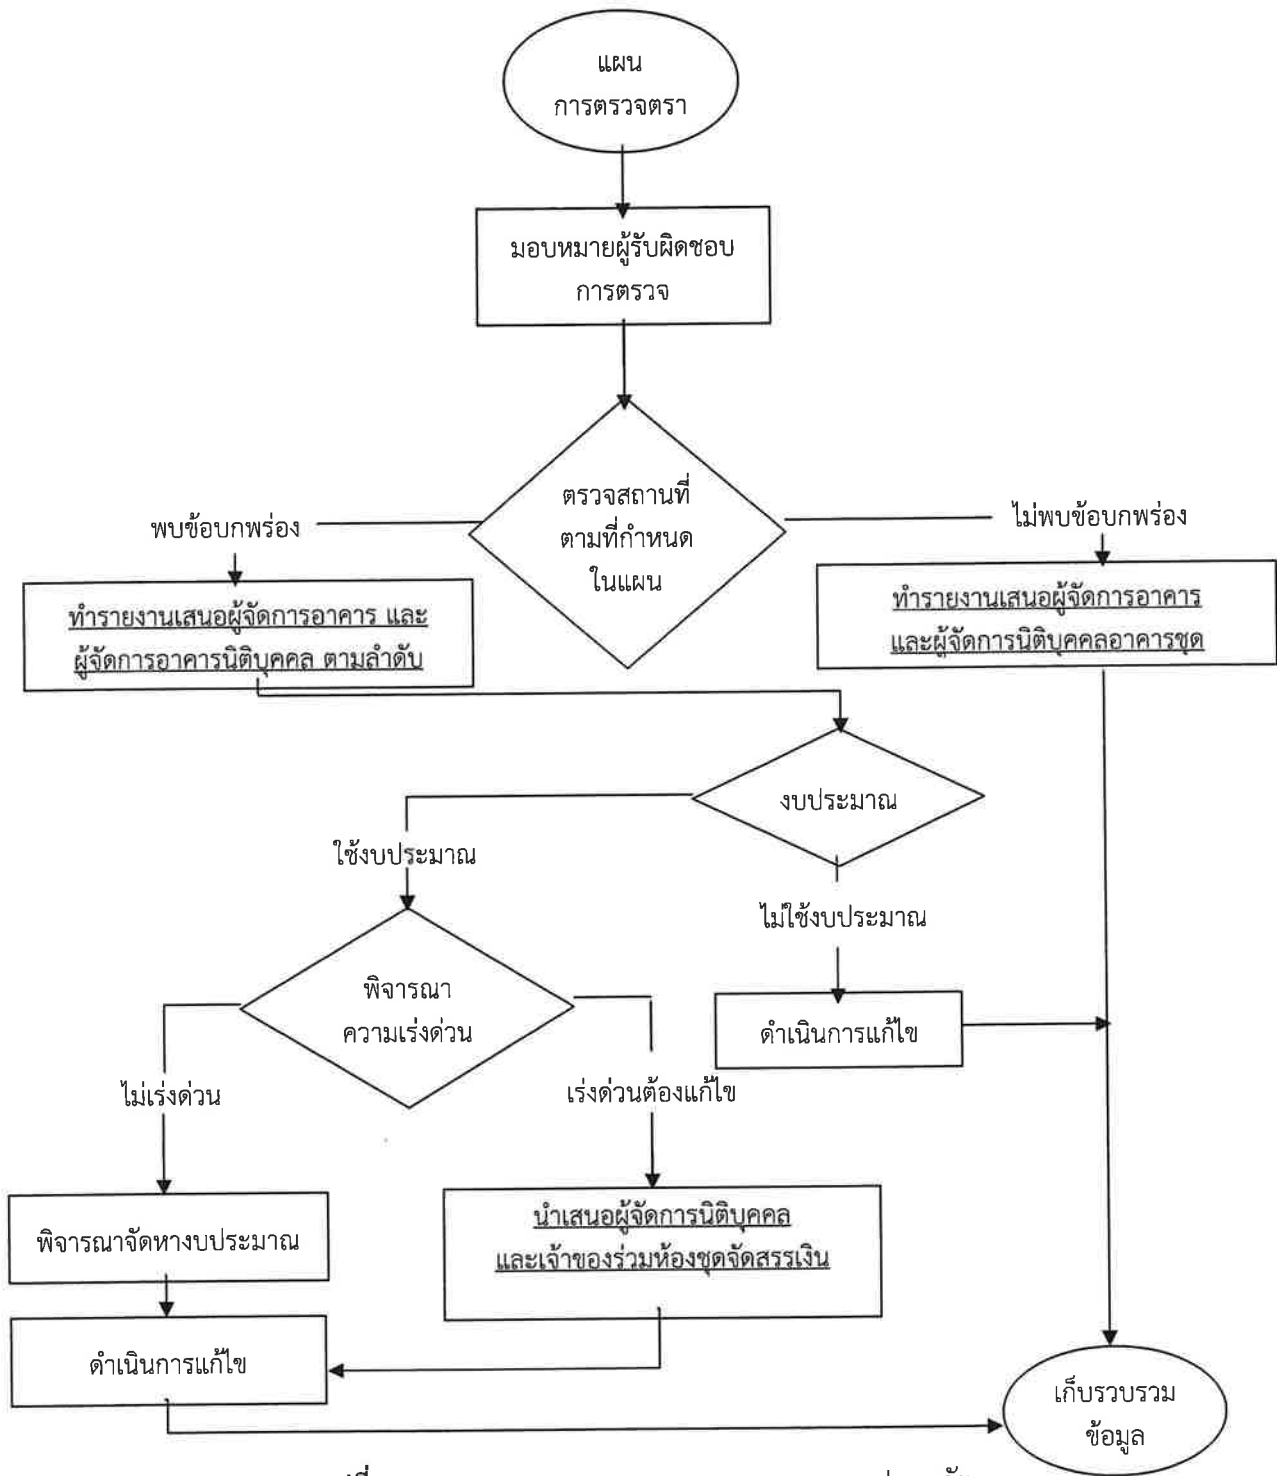 แผน
การตรวจตรา
มอบหมายผู้รับผิดชอบ
การตรวจ
ตรวจสถานที่
ตามที่กำหนด
ในแผน
พบข้อบกพร่อง
ไม่พบข้อบกพร่อง
ทำรายงานเสนอผู้จัดการอาคาร และ
ผู้จัดการอาคารนิติบุคคล ตามลำดับ
ทำรายงานเสนอผู้จัดการอาคาร
และผู้จัดการนิติบุคคลอาคารชุด
งบประมาณ
ใช้งบประมาณ
ไม่ใช้งบประมาณ
พิจารณา
ความเร่งด่วน
ดำเนินการแก้ไข
ไม่เร่งด่วน
เร่งด่วนต้องแก้ไข
พิจารณาจัดหางบประมาณ
นำเสนอผู้จัดการนิติบุคคล
และเจ้าของร่วมห้องชุดจัดสรรเงิน
ดำเนินการแก้ไข
เก็บรวบรวม
ข้อมูล